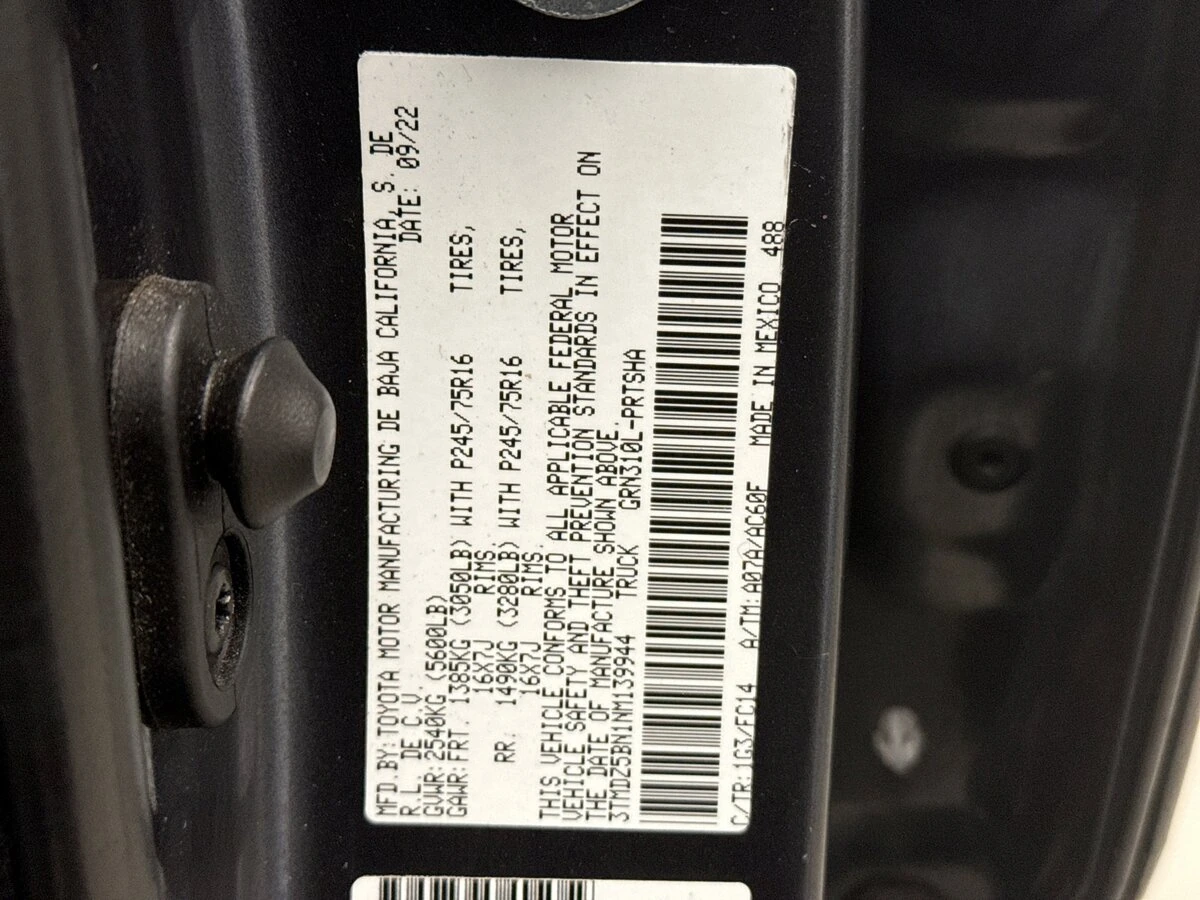 MFD.BY:TOYOTA MOTOR MANUFACTURING DE BAJA CALIFORNIA, S. DE
R.L. DE C.V. DATE: 09/22
GVWR:2540KG (5600LB)
GAWR:FRT. 1385KG (3050LB) WITH P245/75R16 TIRES,
16X7J RIMS.
RR: 1490KG (3280LB) WITH P245/75R16 TIRES,
16X7J RIMS.
THIS VEHICLE CONFORMS TO ALL APPLICABLE FEDERAL MOTOR
VEHICLE SAFETY AND THEFT PREVENTION STANDARDS IN EFFECT ON
THE DATE OF MANUFACTURE SHOWN ABOVE.
3TMDZ5BN1NM139944 TRUCK GRN310L-PRTSHA
C/TR:1G3/FC14 A/TM:A07A/AC60F MADE IN MEXICO 488